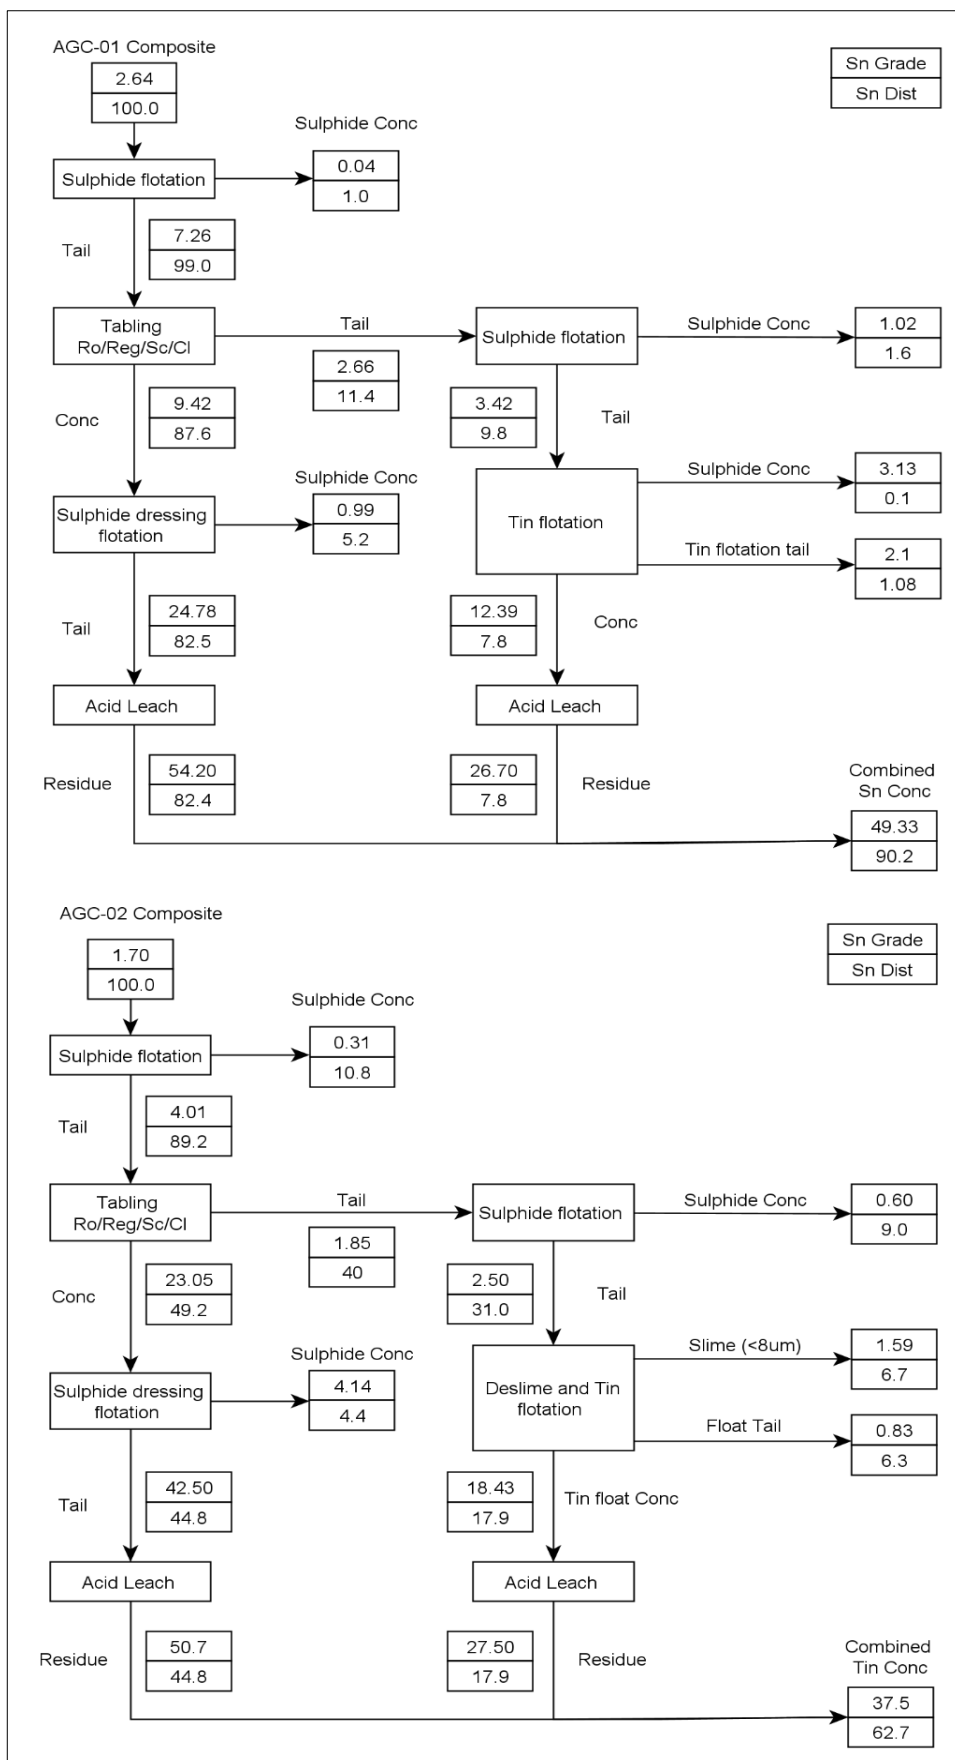 AGC-01 Composite
2.64
100.0
Sn Grade
Sn Dist
Sulphide Conc
Sulphide flotation
0.04
1.0
Tail
7.26
99.0
Tabling
Ro/Reg/Sc/Cl
Tail
2.66
11.4
Sulphide flotation
Sulphide Conc
1.02
1.6
Conc
9.42
87.6
3.42
9.8
Tail
Sulphide dressing
flotation
Sulphide Conc
0.99
5.2
Tin flotation
Sulphide Conc
3.13
0.1
Tin flotation tail
2.1
1.08
Tail
24.78
82.5
12.39
7.8
Conc
Acid Leach
Acid Leach
Residue
54.20
82.4
26.70
7.8
Residue
Combined
Sn Conc
49.33
90.2
AGC-02 Composite
1.70
100.0
Sn Grade
Sn Dist
Sulphide Conc
Sulphide flotation
0.31
10.8
Tail
4.01
89.2
Tabling
Ro/Reg/Sc/Cl
Tail
1.85
40
Sulphide flotation
Sulphide Conc
0.60
9.0
Conc
23.05
49.2
2.50
31.0
Tail
Sulphide dressing
flotation
Sulphide Conc
4.14
4.4
Deslime and Tin
flotation
Slime (<8um)
1.59
6.7
Float Tail
0.83
6.3
Tail
42.50
44.8
18.43
17.9
Tin float Conc
Acid Leach
Acid Leach
Residue
50.7
44.8
27.50
17.9
Residue
Combined
Tin Conc
37.5
62.7